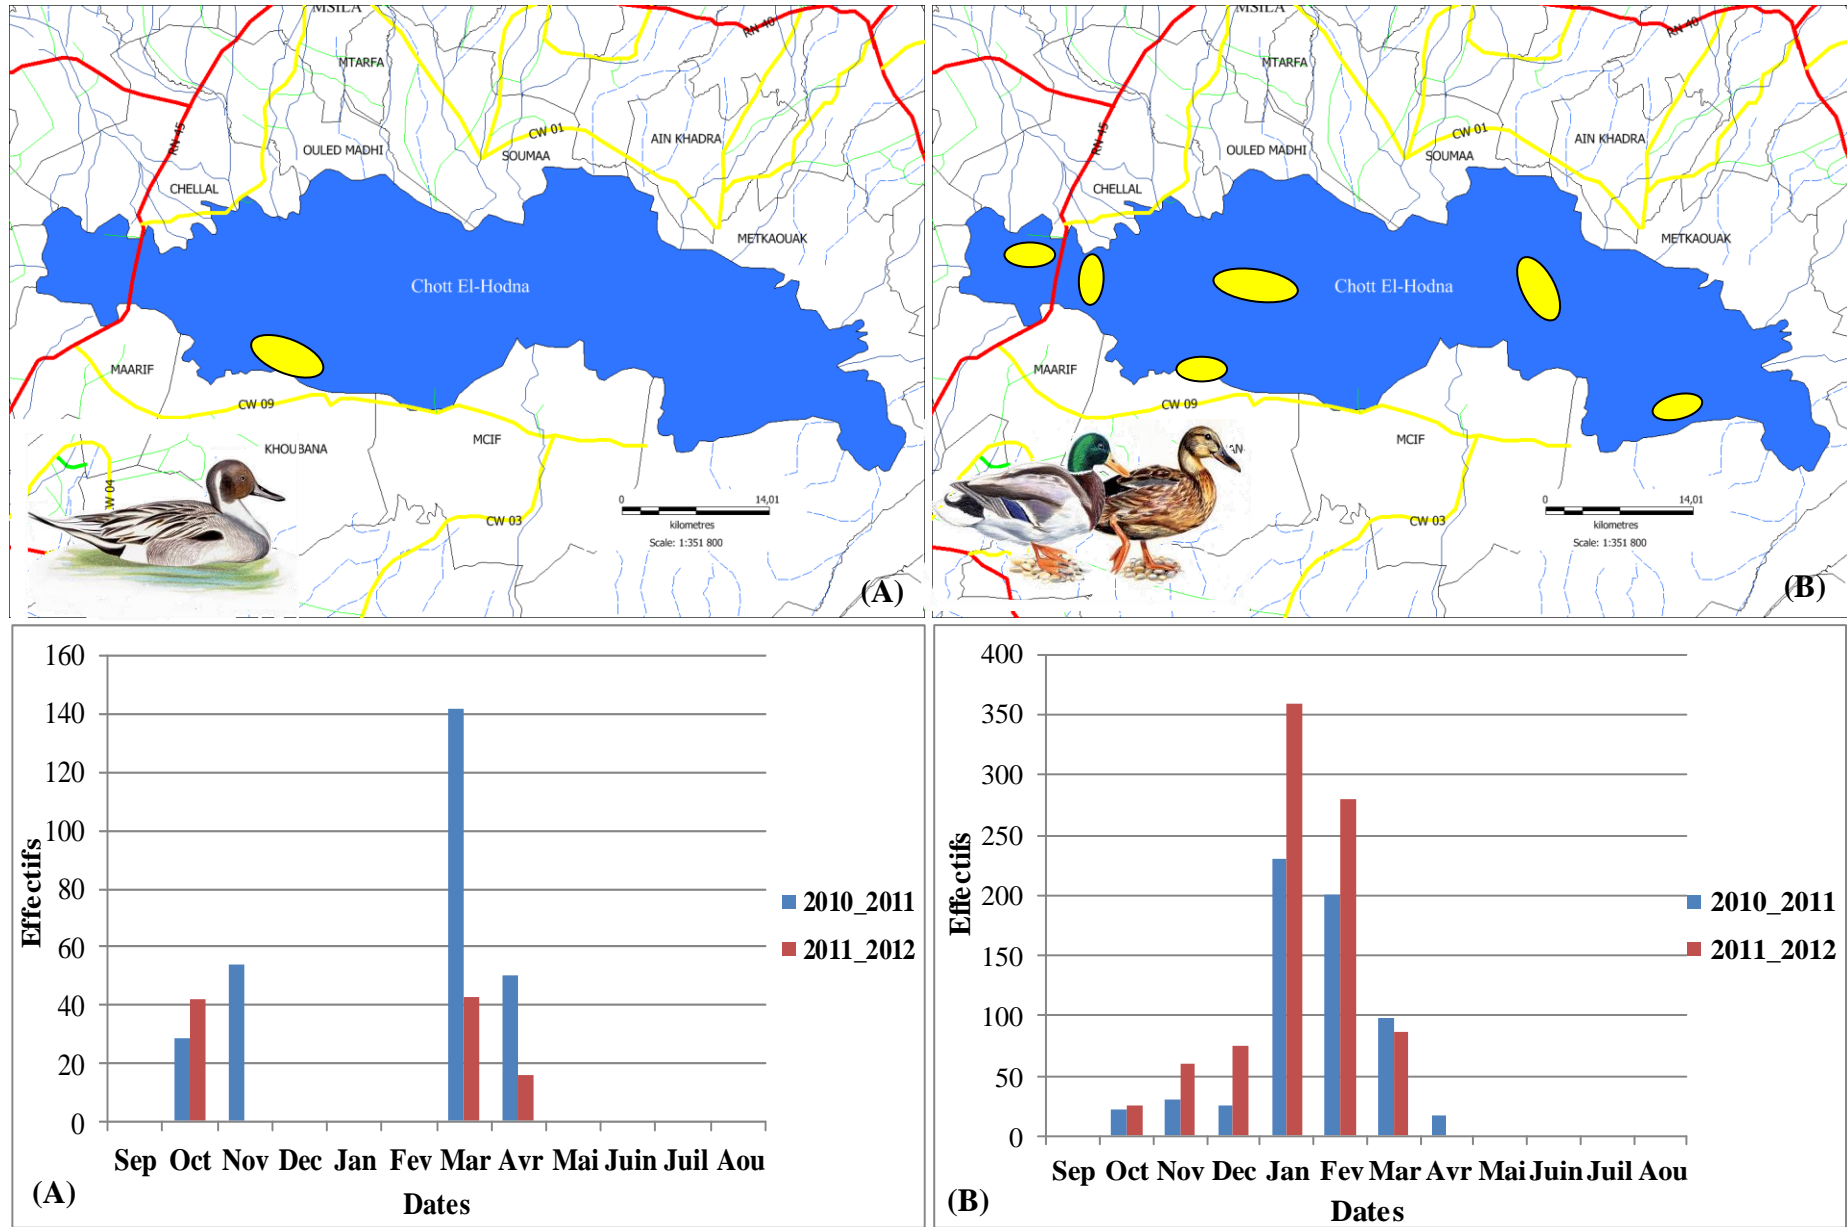 MSILA
RN 40
MTARFA
RN 45
CW 01
AIN KHADRA
OULED MADHI
SOUMAA
CHELLAL
METKAOUAK
Chott El-Hodna
MAARIF
CW 09
KHOUBANA
MCIF
W 04
CW 03
0 14,01
kilometres
Scale: 1:351 800
(A)
MSILA
RN 40
MTARFA
RN 45
CW 01
AIN KHADRA
OULED MADHI
SOUMAA
CHELLAL
METKAOUAK
Chott El-Hodna
MAARIF
CW 09
MCIF
CW 03
0 14,01
kilometres
Scale: 1:351 800
(B)
160
140
120
100
80
60
40
20
0
Effectifs
2010_2011
2011_2012
Sep Oct Nov Dec Jan Fev Mar Avr Mai Juin Juil Aou
Dates
(A)
400
350
300
250
200
150
100
50
0
Effectifs
2010_2011
2011_2012
Sep Oct Nov Dec Jan Fev Mar Avr Mai Juin Juil Aou
Dates
(B)